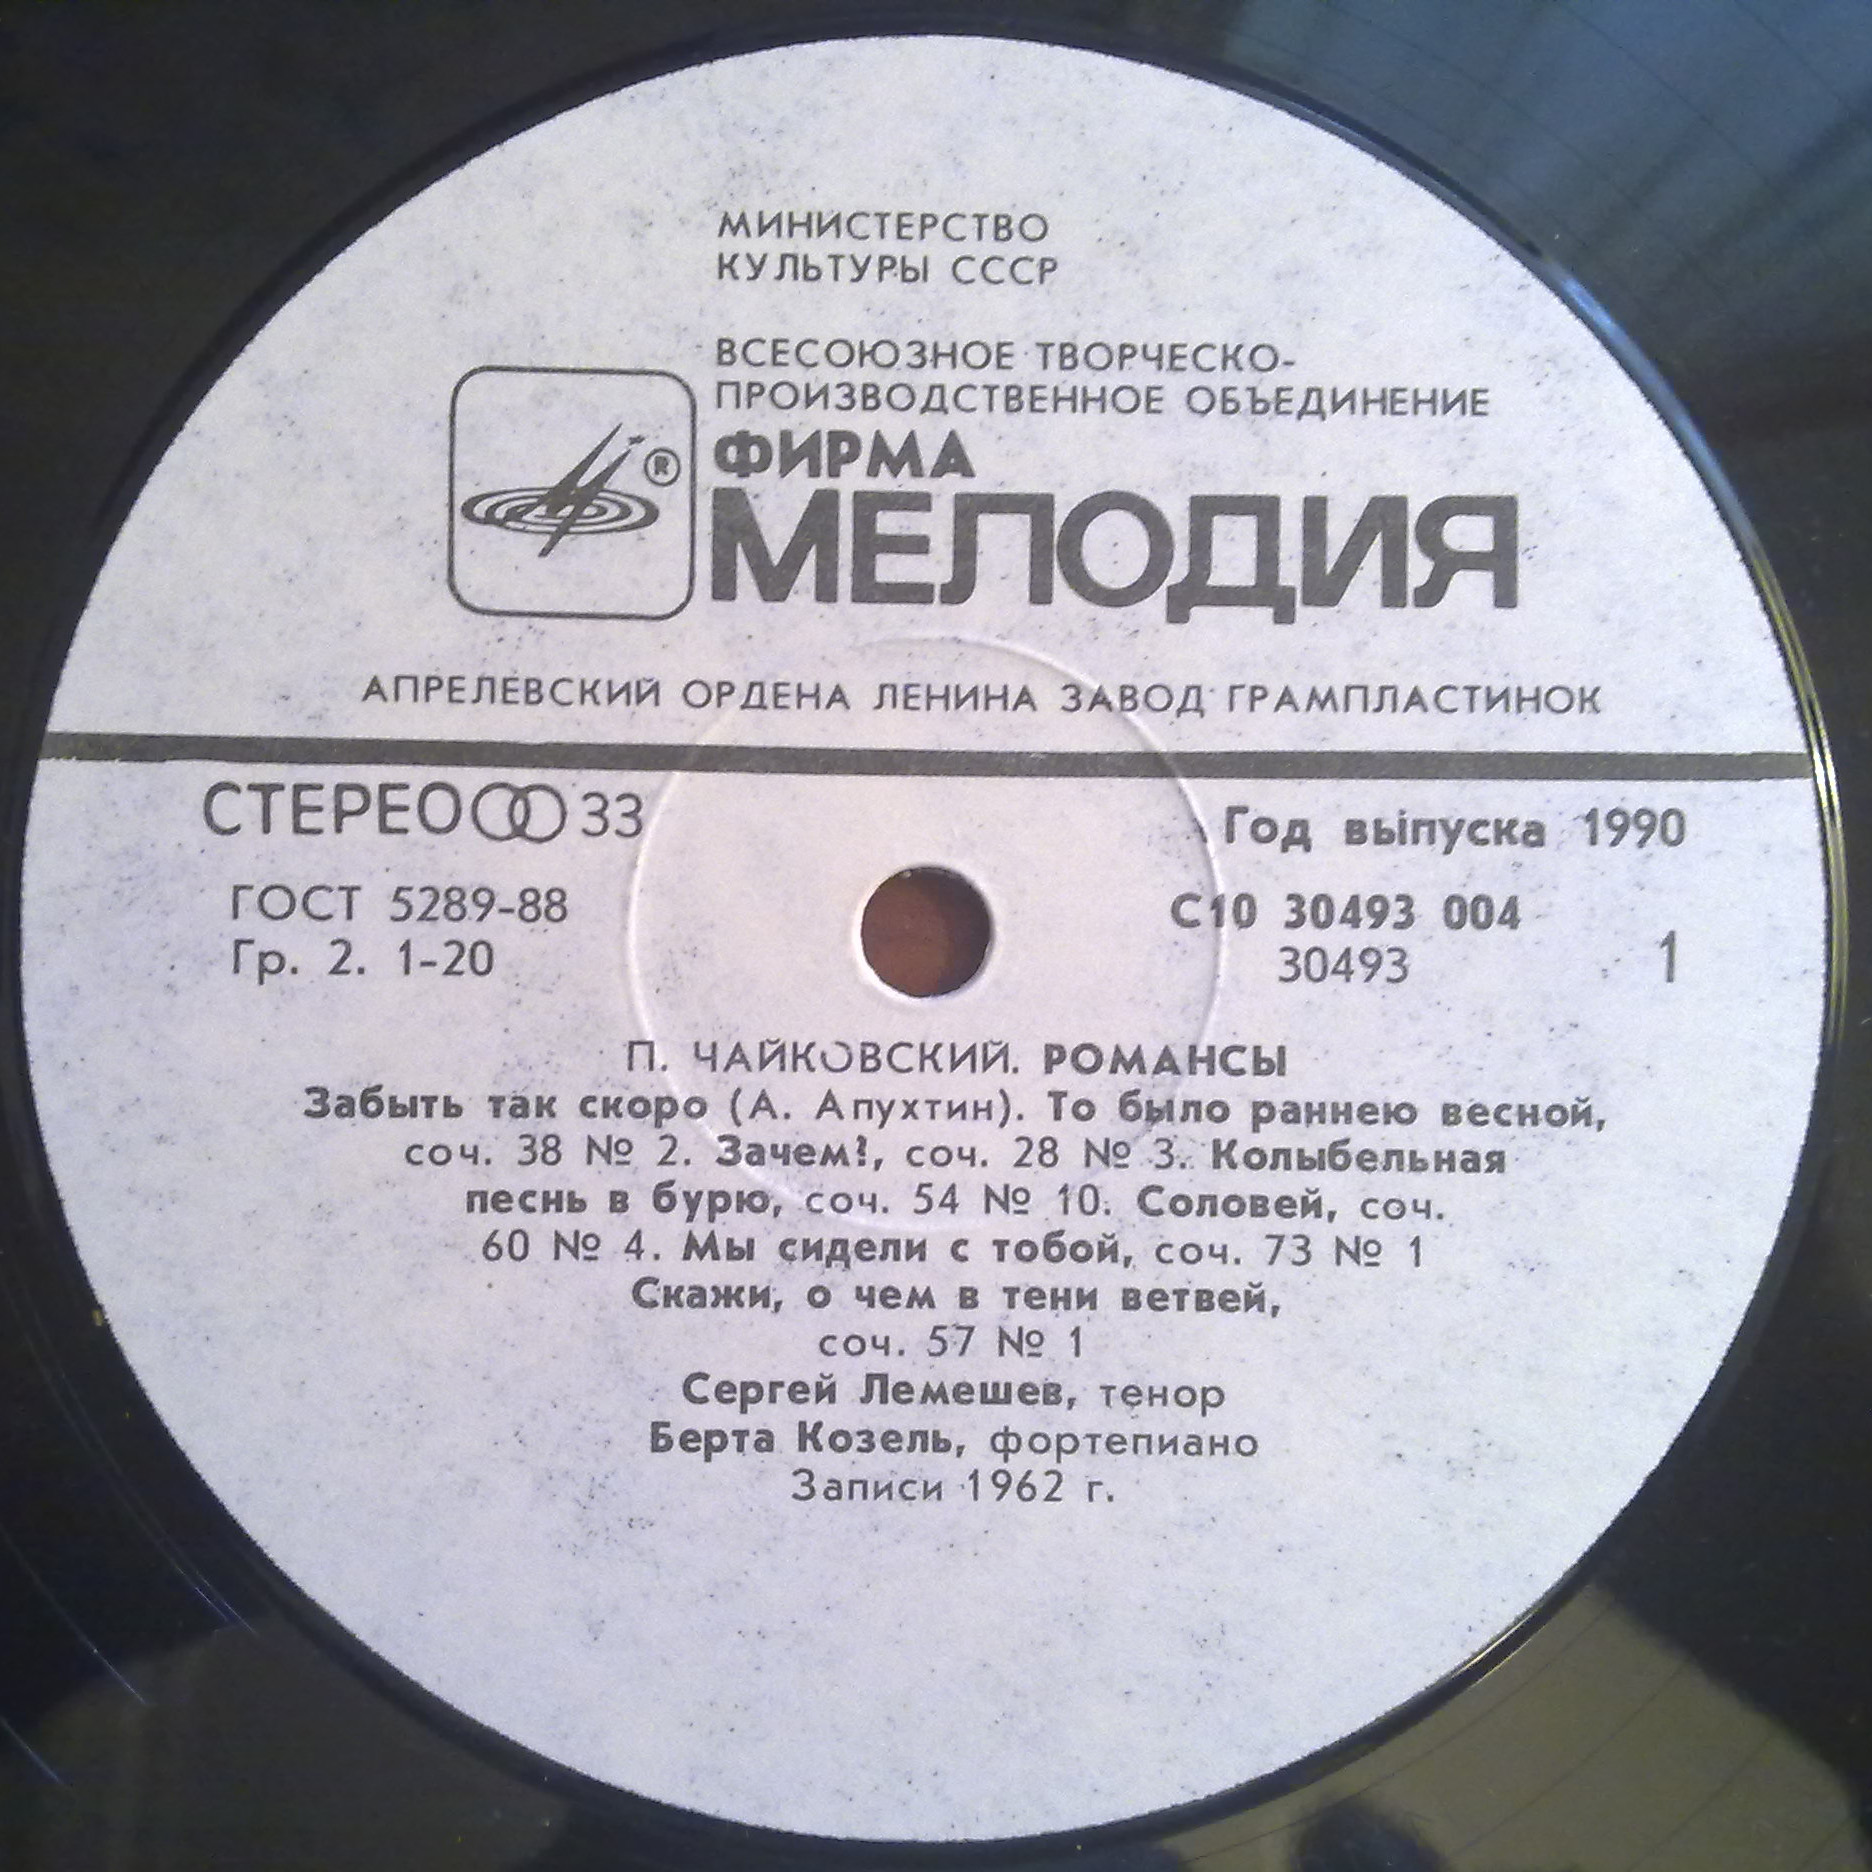 МИНИСТЕРСТВО
КУЛЬТУРЫ СССР
ВСЕСОЮЗНОЕ ТВОРЧЕСКО-
ПРОИЗВОДСТВЕННОЕ ОБЪЕДИНЕНИЕ
®
ФИРМА
МЕЛОДИЯ
АПРЕЛЕВСКИЙ ОРДЕНА ЛЕНИНА ЗАВОД ГРАМПЛАСТИНОК
СТЕРЕО 33
Год выпуска 1990
ГОСТ 5289-88
С10 30493 004
Гр. 2. 1-20
30493 1
П. ЧАЙКОВСКИЙ. РОМАНСЫ
Забыть так скоро (А. Апухтин). То было раннею весной,
соч. 38 № 2. Зачем?, соч. 28 № 3. Колыбельная
песнь в бурю, соч. 54 № 10. Соловей, соч.
60 № 4. Мы сидели с тобой, соч. 73 № 1
Скажи, о чем в тени ветвей,
соч. 57 № 1
Сергей Лемешев, тенор
Берта Козель, фортепиано
Записи 1962 г.